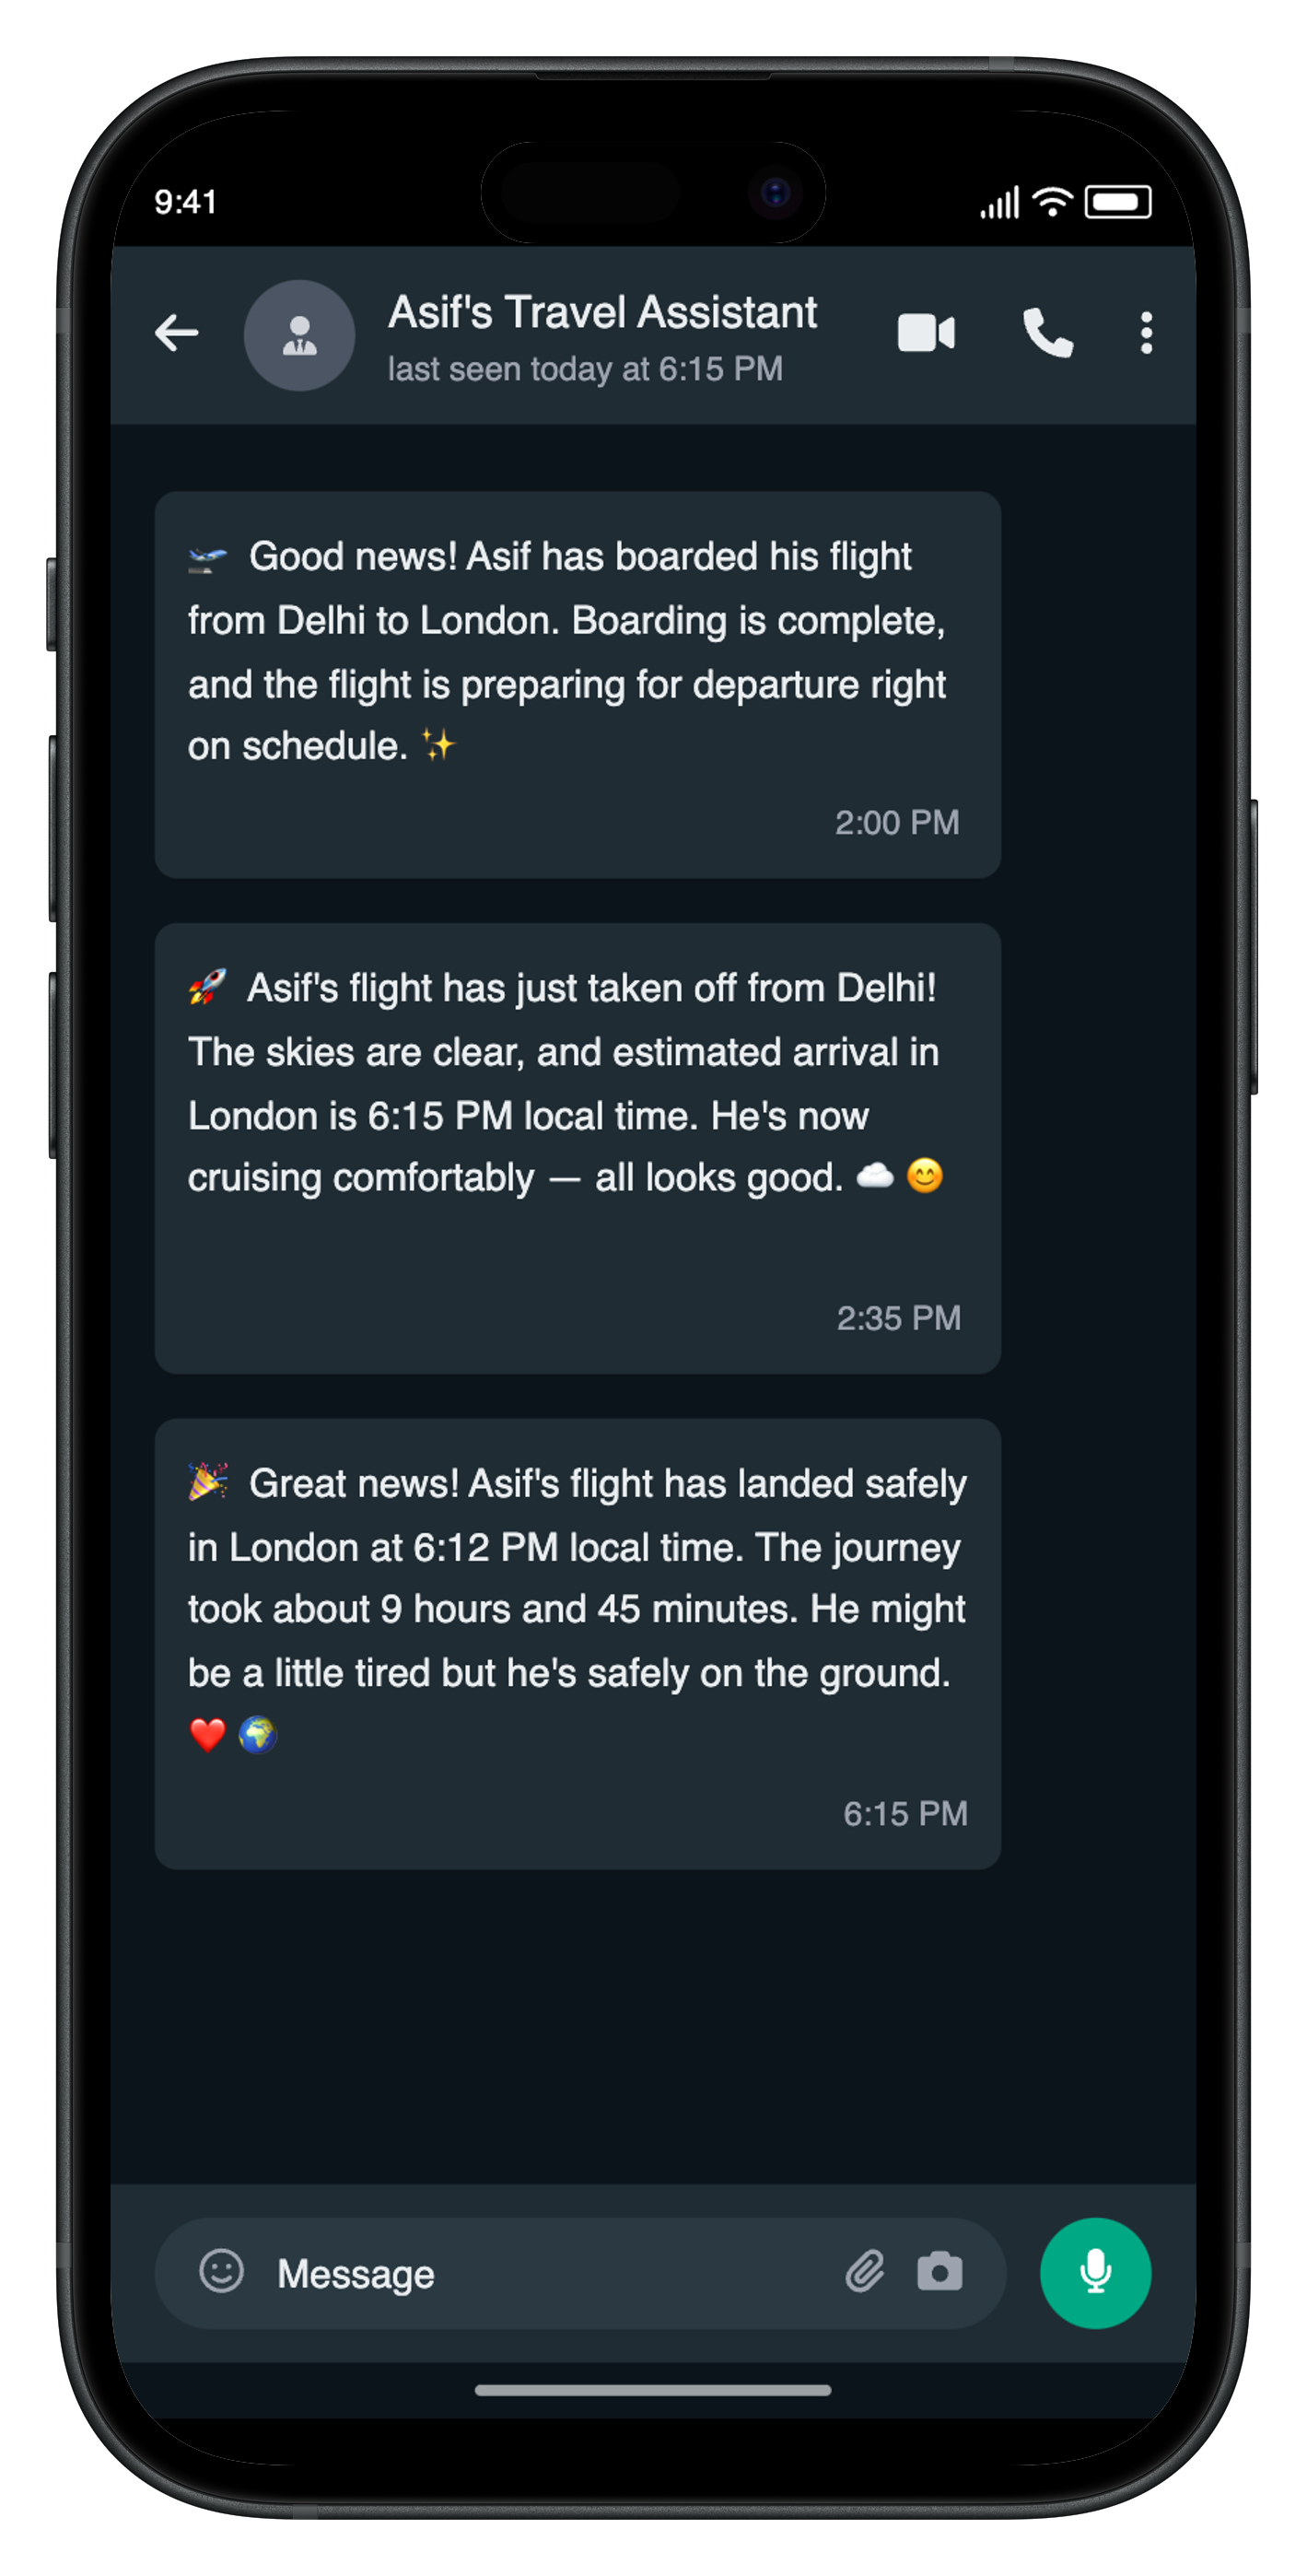 9:41
Asif's Travel Assistant
last seen today at 6:15 PM
🛫 Good news! Asif has boarded his flight
from Delhi to London. Boarding is complete,
and the flight is preparing for departure right
on schedule. ✨
2:00 PM
🚀 Asif's flight has just taken off from Delhi!
The skies are clear, and estimated arrival in
London is 6:15 PM local time. He's now
cruising comfortably — all looks good. ☁️ 😊
2:35 PM
🎉 Great news! Asif's flight has landed safely
in London at 6:12 PM local time. The journey
took about 9 hours and 45 minutes. He might
be a little tired but he's safely on the ground.
❤️ 🌍
6:15 PM
Message